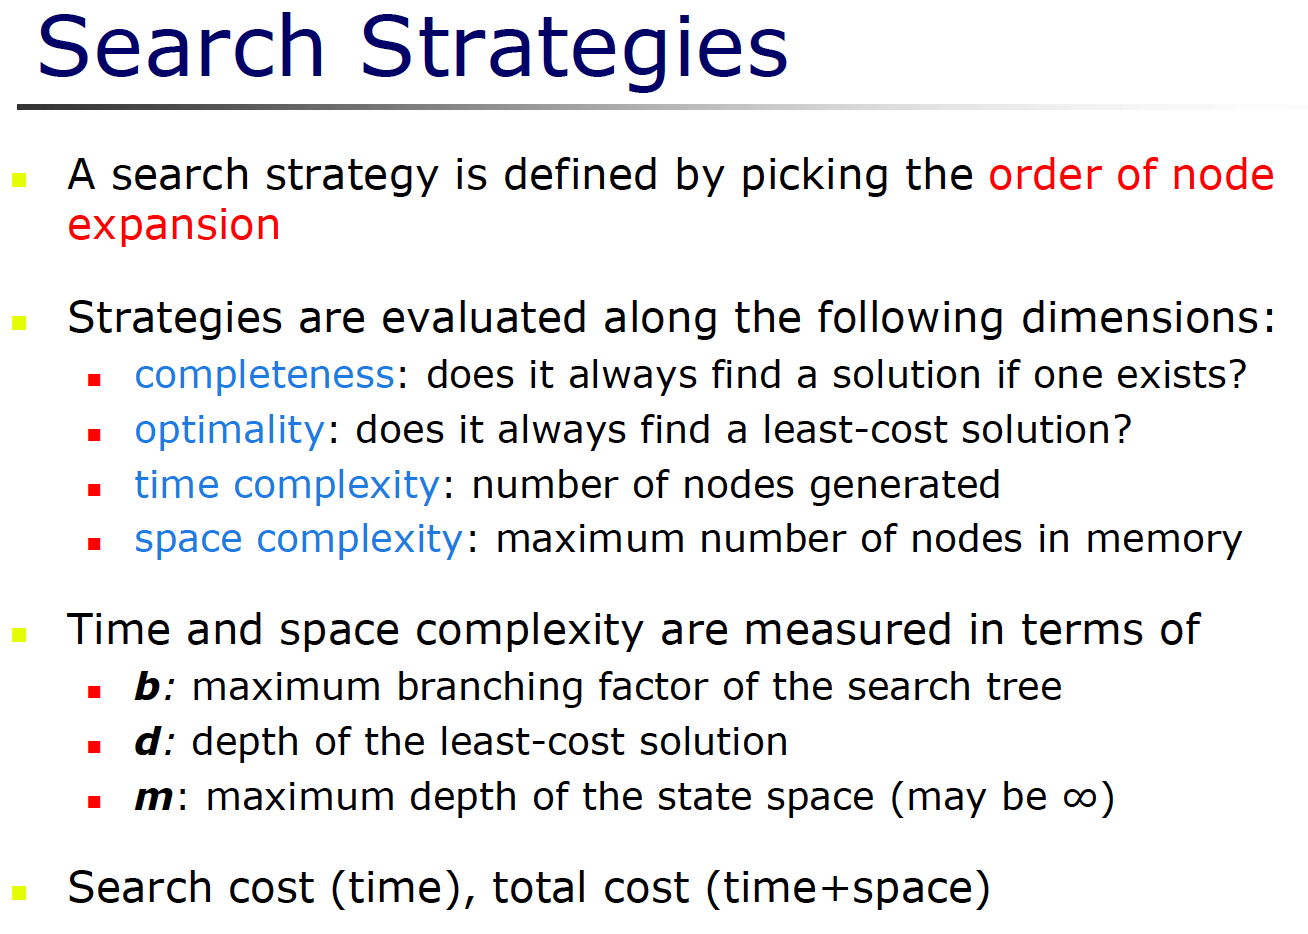 Search Strategies
A search strategy is defined by picking the order of node
expansion
Strategies are evaluated along the following dimensions:
completeness: does it always find a solution if one exists?
optimality: does it always find a least-cost solution?
time complexity: number of nodes generated
space complexity: maximum number of nodes in memory
Time and space complexity are measured in terms of
b: maximum branching factor of the search tree
d: depth of the least-cost solution
m: maximum depth of the state space (may be ∞)
Search cost (time), total cost (time+space)